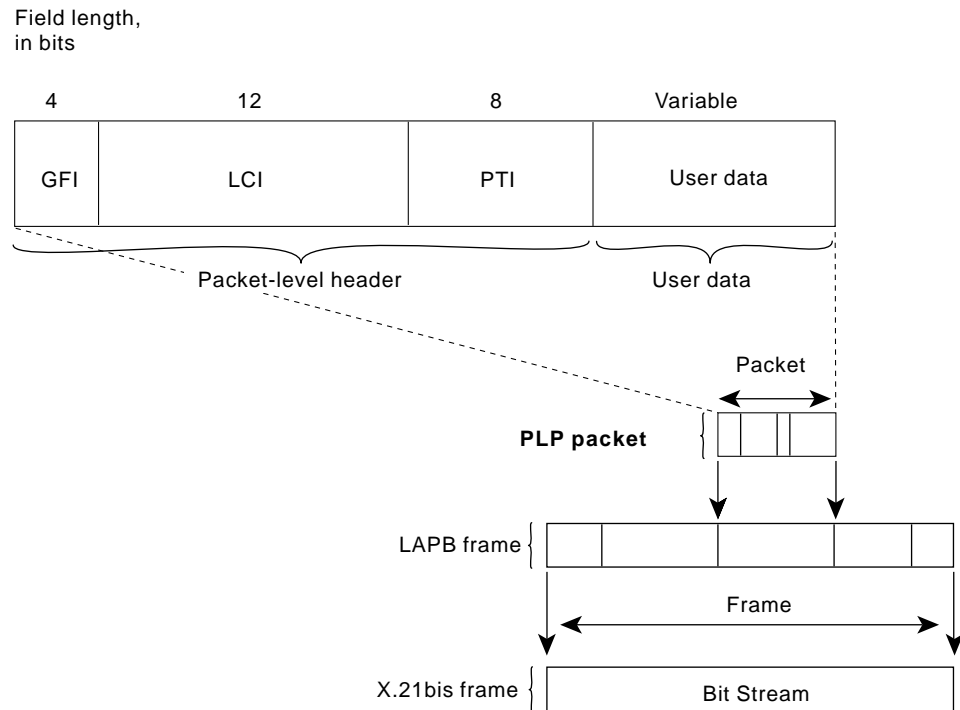 Field length,
in bits
4 12 8 Variable
GFI LCI PTI User data
Packet-level header User data
Packet
PLP packet
LAPB frame
Frame
X.21bis frame Bit Stream